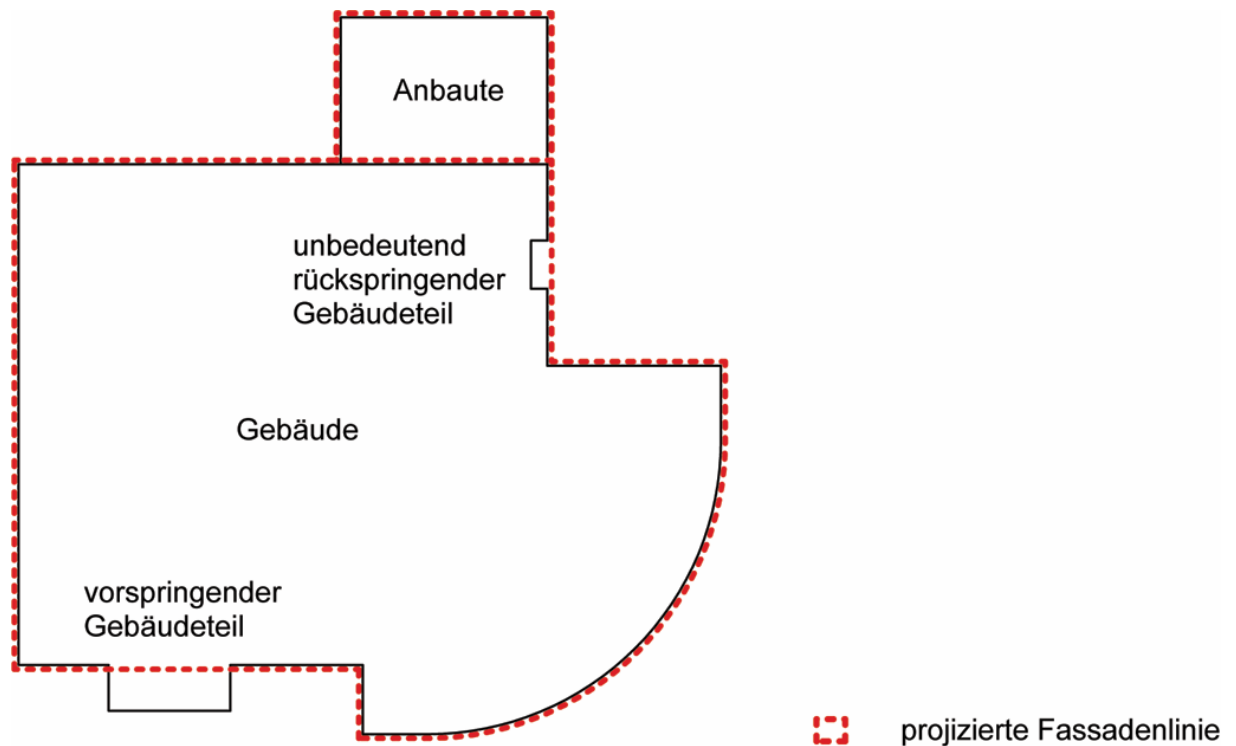 Anbaute
unbedeutend
rückspringender
Gebäudeteil
Gebäude
vorspringender
Gebäudeteil
projizierte Fassadenlinie